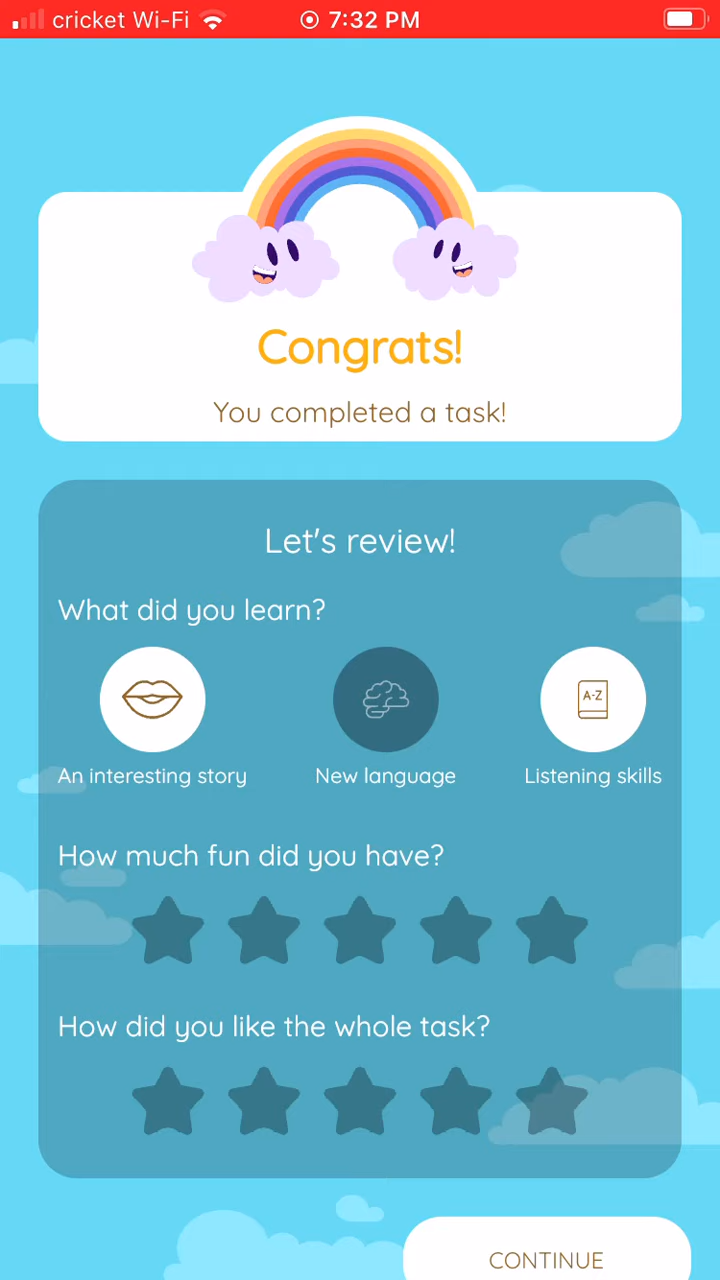 cricket Wi-Fi 7:32 PM
Congrats!
You completed a task!
Let's review!
What did you learn?
A-Z
An interesting story New language Listening skills
How much fun did you have?
How did you like the whole task?
CONTINUE